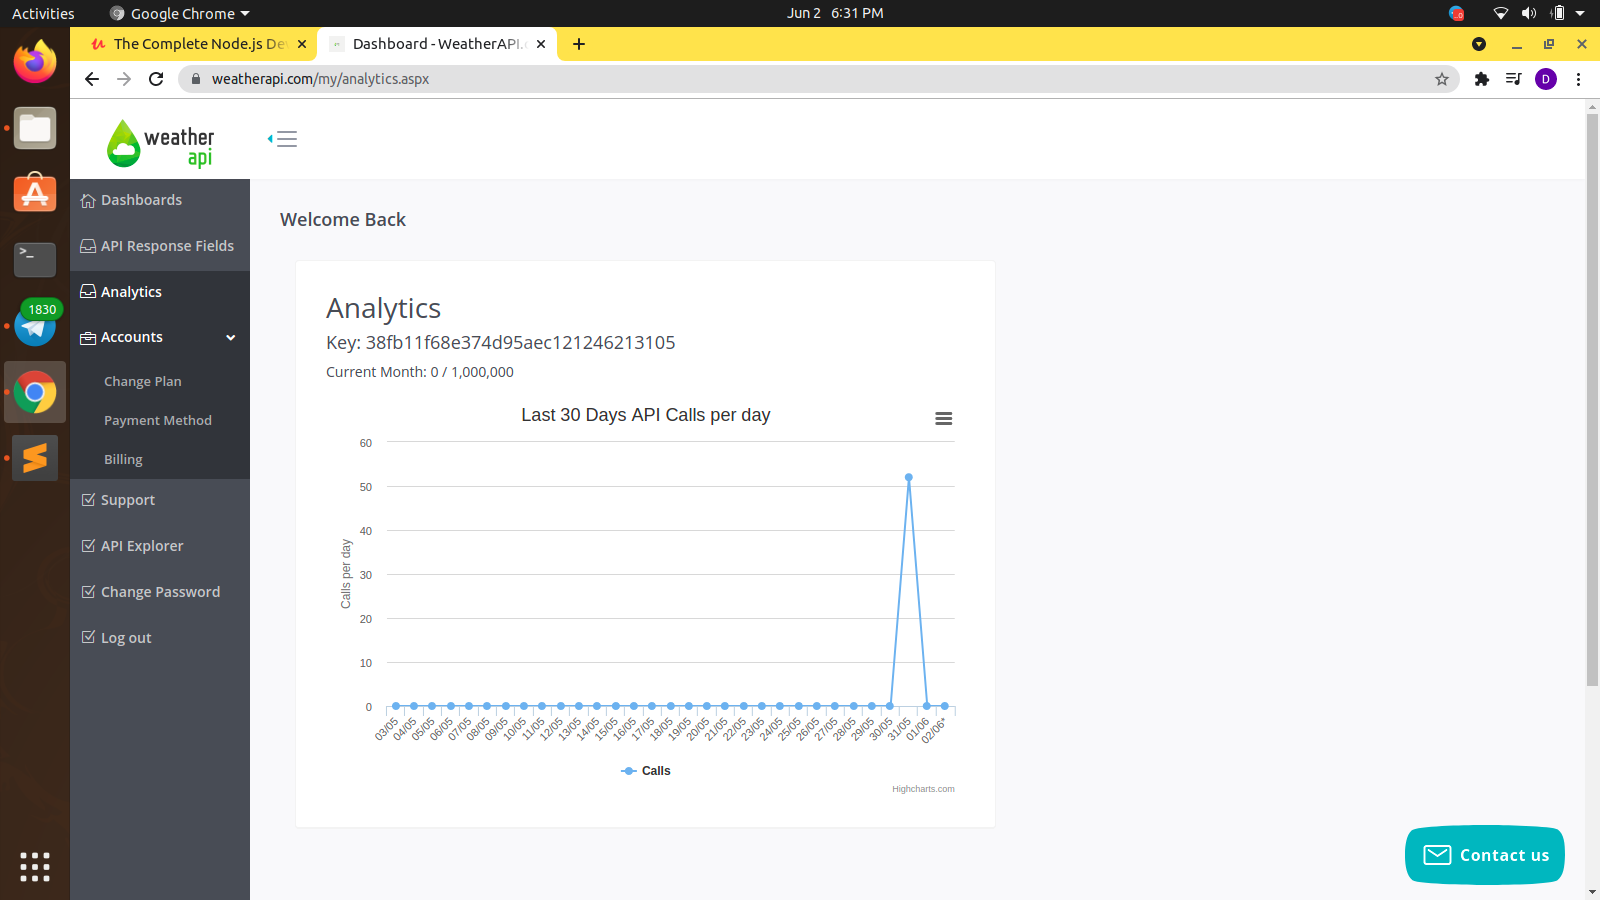 Activities
Google Chrome
Jun 2 6:31 PM
The Complete Node.js De
Dashboard - WeatherAPI.
weatherapi.com/my/analytics.aspx
D
weather
api
Dashboards
API Response Fields
Analytics
Accounts
Change Plan
Payment Method
Billing
Support
API Explorer
Change Password
Log out
1830
>_
Welcome Back
Analytics
Key: 38fb11f68e374d95aec121246213105
Current Month: 0 / 1,000,000
Last 30 Days API Calls per day
Calls per day
60
50
40
30
20
10
0
03/05
04/05
05/05
06/05
07/05
08/05
09/05
10/05
11/05
12/05
13/05
14/05
15/05
16/05
17/05
18/05
19/05
20/05
21/05
22/05
23/05
24/05
25/05
26/05
27/05
28/05
29/05
30/05
31/05
01/06
02/06*
Calls
Highcharts.com
Contact us